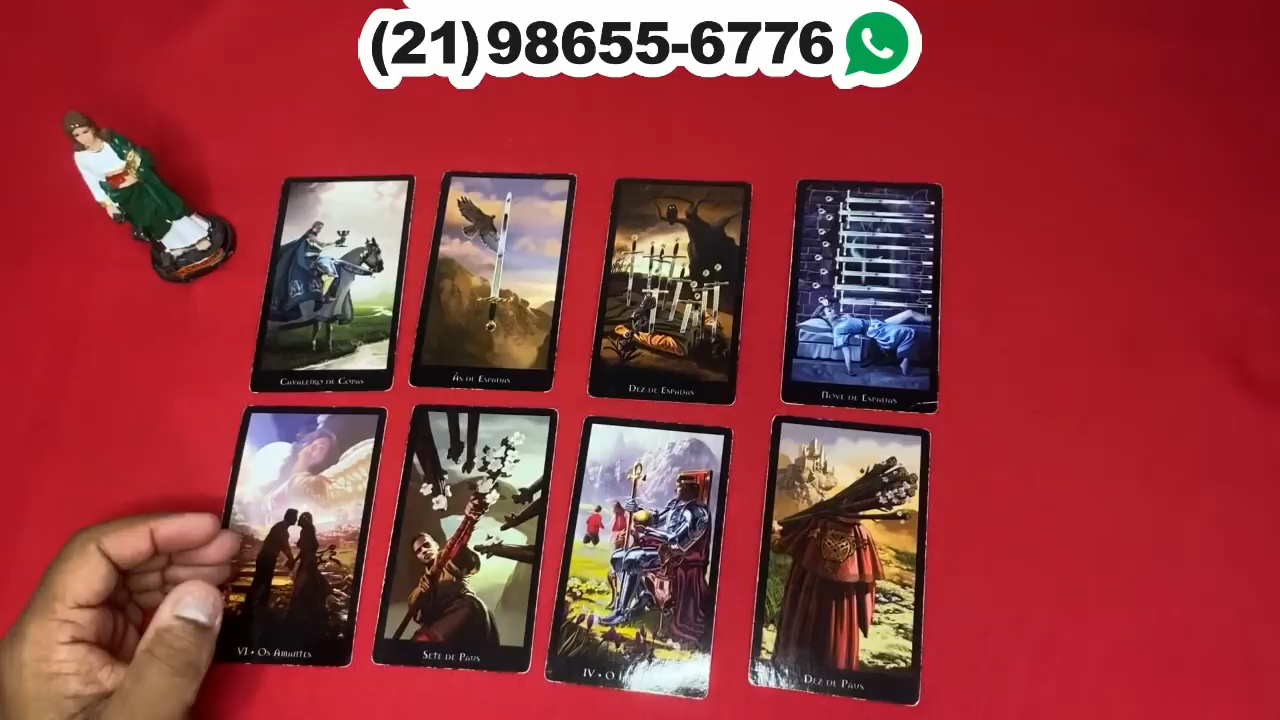 (21)98655-6776
Cavaleiro de Copas
Ás de Espadas
Dez de Espadas
Nove de Espadas
VI • Os Amantes
Sete de Paus
IV • O
Dez de Paus